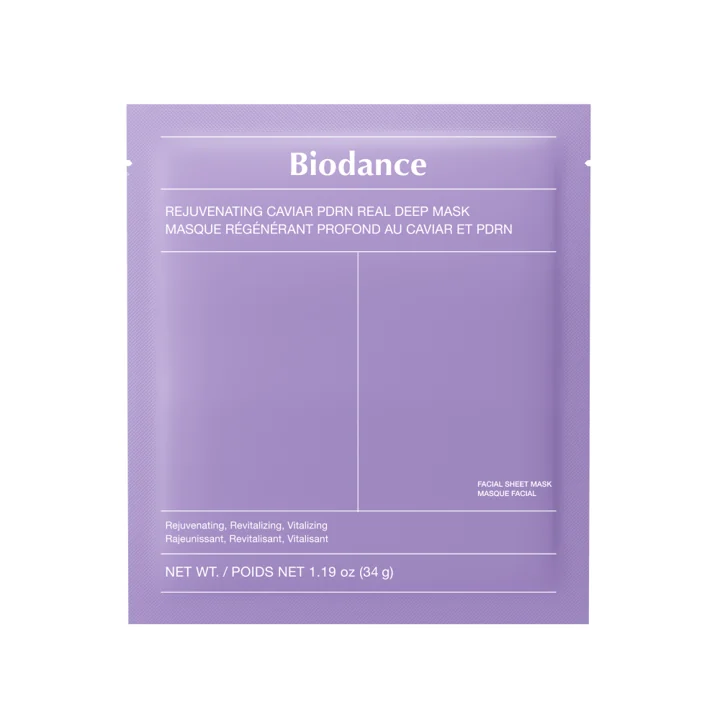 Biodance
REJUVENATING CAVIAR PDRN REAL DEEP MASK
MASQUE RÉGÉNÉRANT PROFOND AU CAVIAR ET PDRN
FACIAL SHEET MASK
MASQUE FACIAL
Rejuvenating, Revitalizing, Vitalizing
Rajeunissant, Revitalisant, Vitalisant
NET WT. / POIDS NET 1.19 oz (34 g)